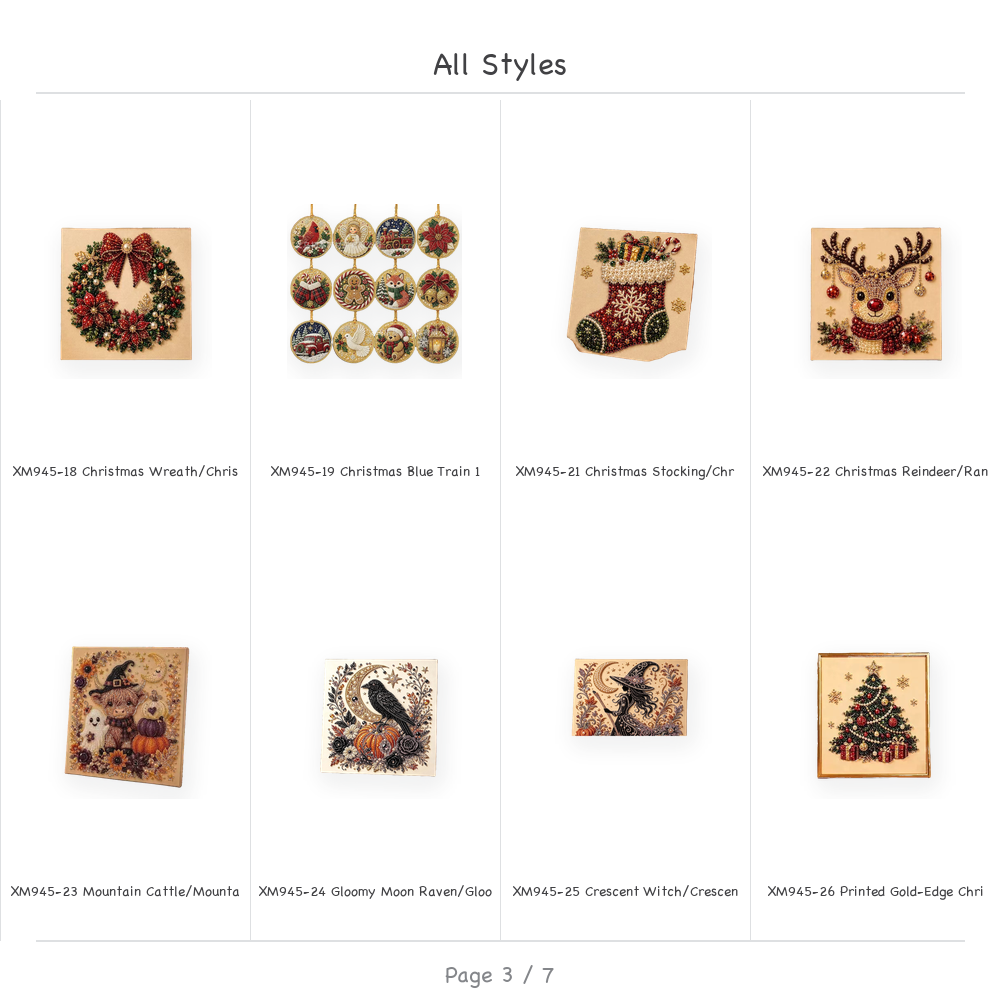 All Styles
XM945-18 Christmas Wreath/Chris
XM945-19 Christmas Blue Train 1
XM945-21 Christmas Stocking/Chr
XM945-22 Christmas Reindeer/Ran
XM945-23 Mountain Cattle/Mounta
XM945-24 Gloomy Moon Raven/Gloo
XM945-25 Crescent Witch/Crescen
XM945-26 Printed Gold-Edge Chri
Page 3 / 7